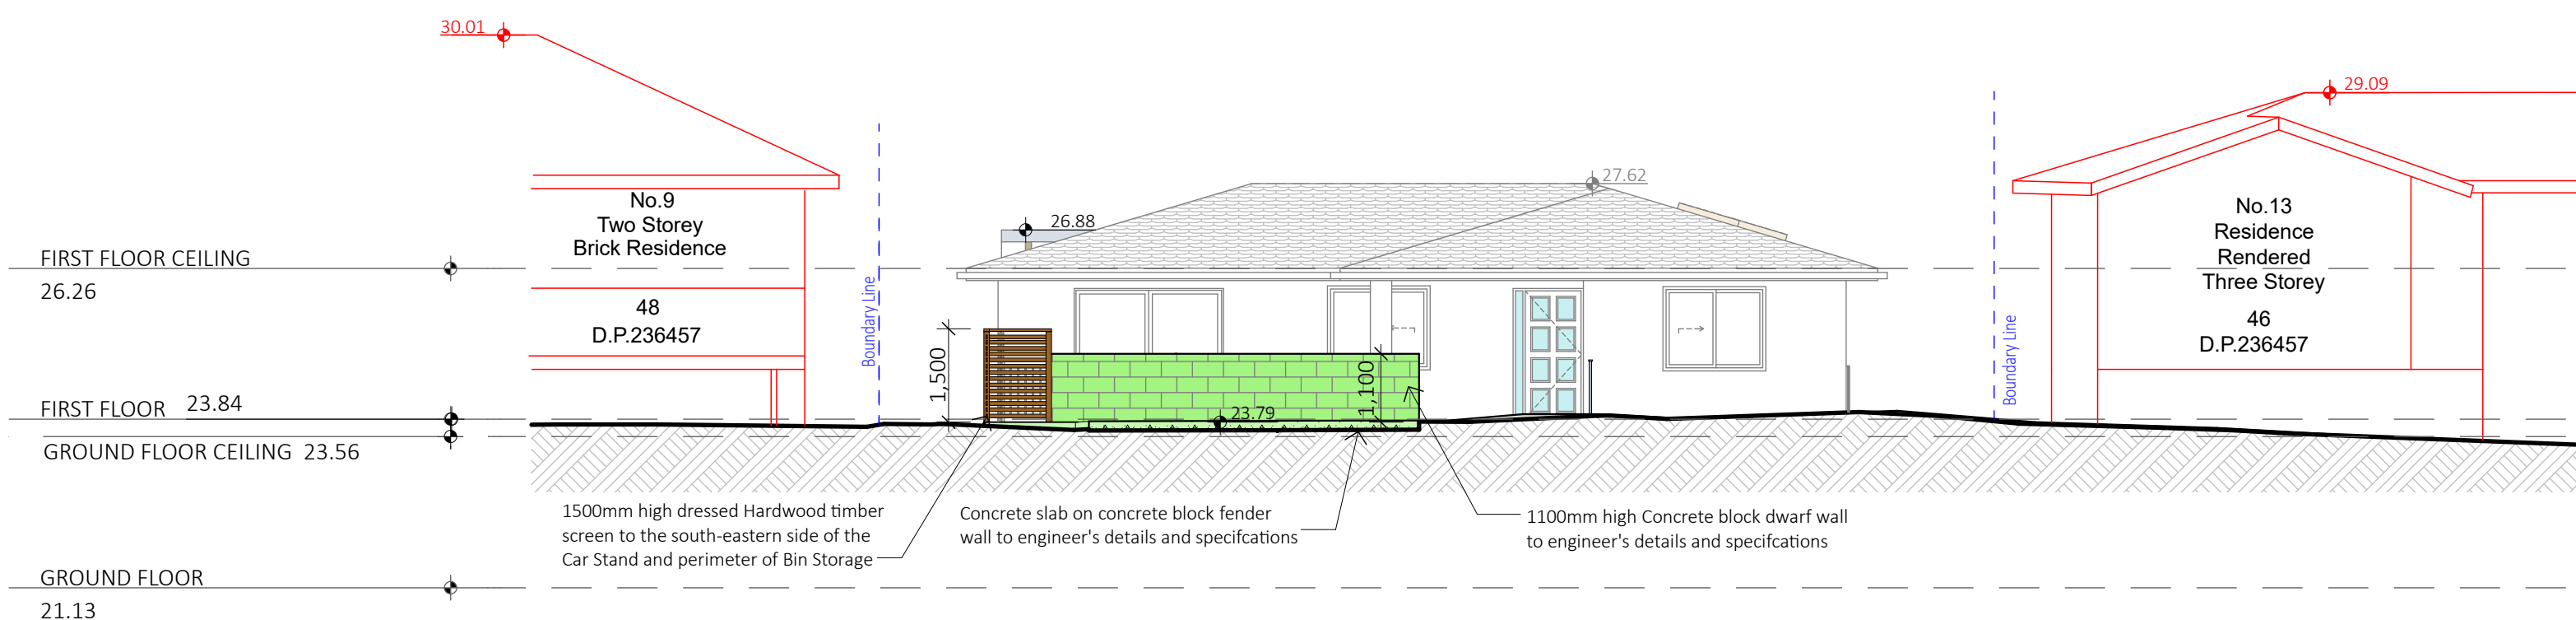 30.01
29.09
No.9
Two Storey
Brick Residence
48
D.P.236457
Boundary Line
26.88
27.62
No.13
Residence
Rendered
Three Storey
46
D.P.236457
Boundary Line
FIRST FLOOR CEILING
26.26
1,500
1,100
23.79
FIRST FLOOR 23.84
GROUND FLOOR CEILING 23.56
1500mm high dressed Hardwood timber
screen to the south-eastern side of the
Car Stand and perimeter of Bin Storage
Concrete slab on concrete block fender
wall to engineer's details and specifcations
1100mm high Concrete block dwarf wall
to engineer's details and specifcations
GROUND FLOOR
21.13